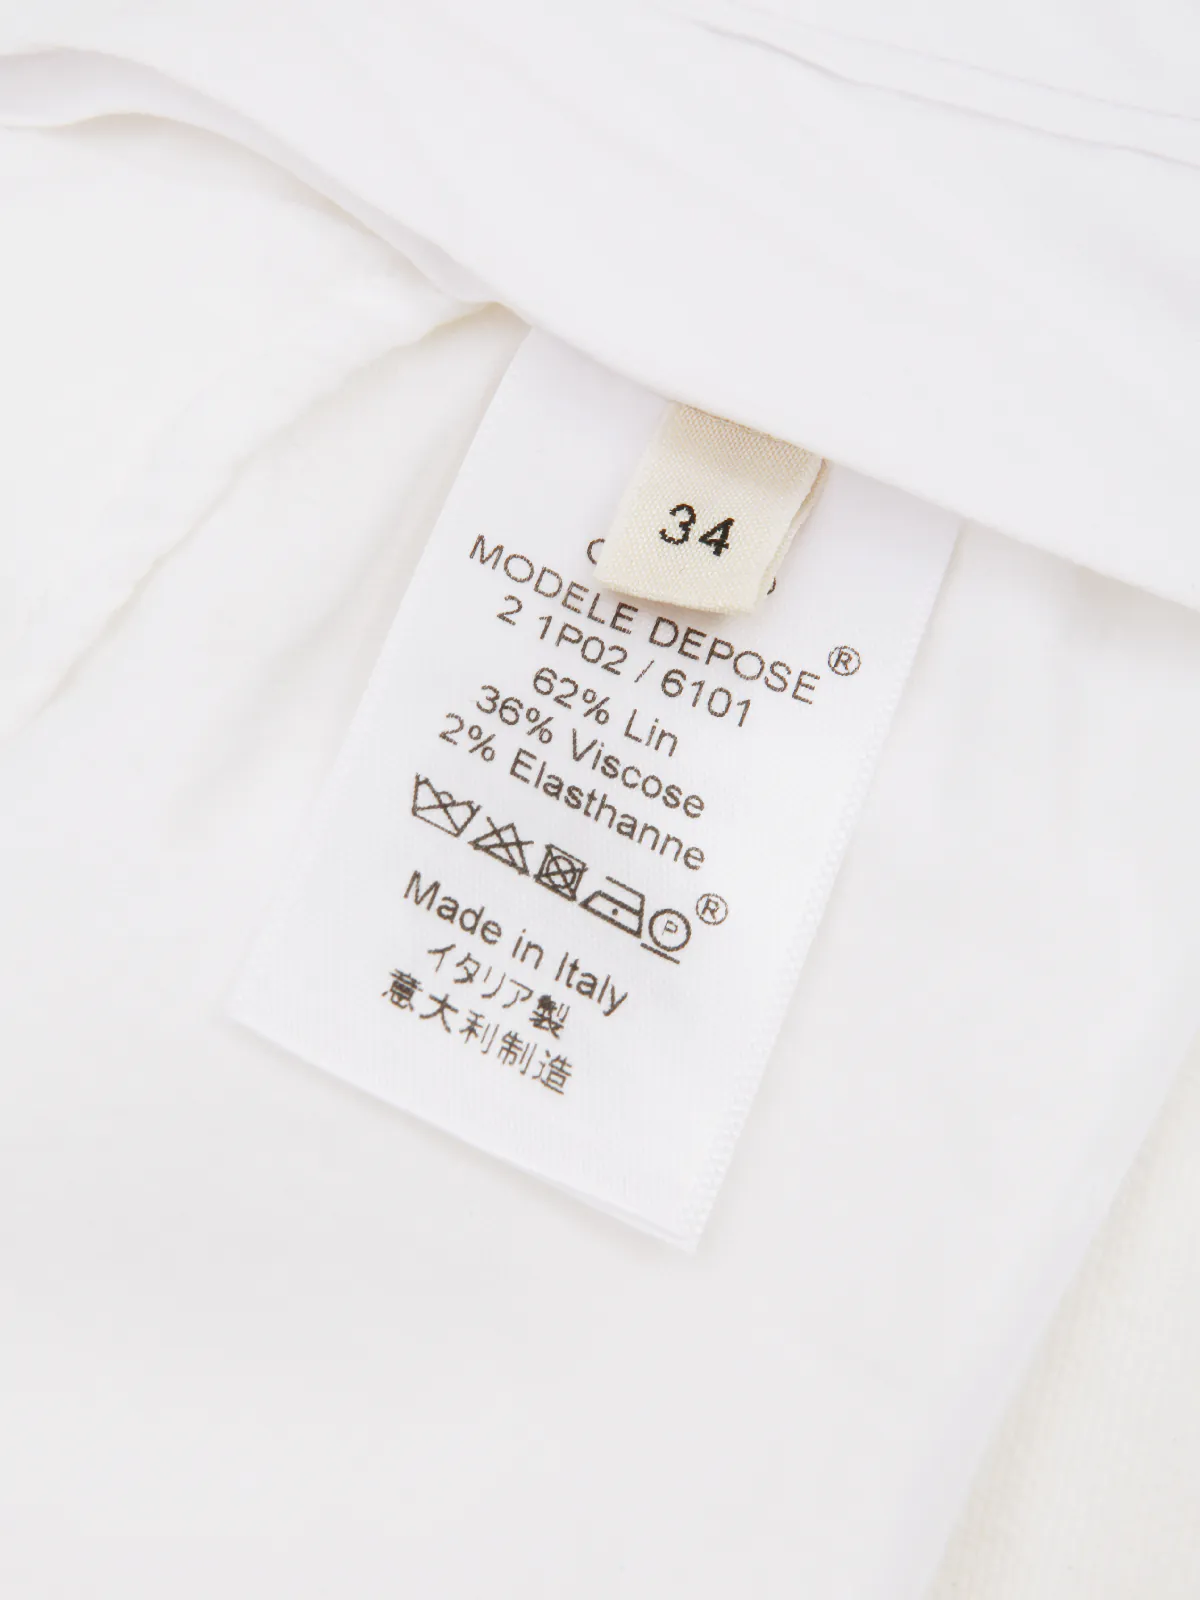 34
MODELE DEPOSE ®
2 1P02 / 6101
62% Lin
36% Viscose
2% Elasthanne
P ®
Made in Italy
イタリア製
意大利制造